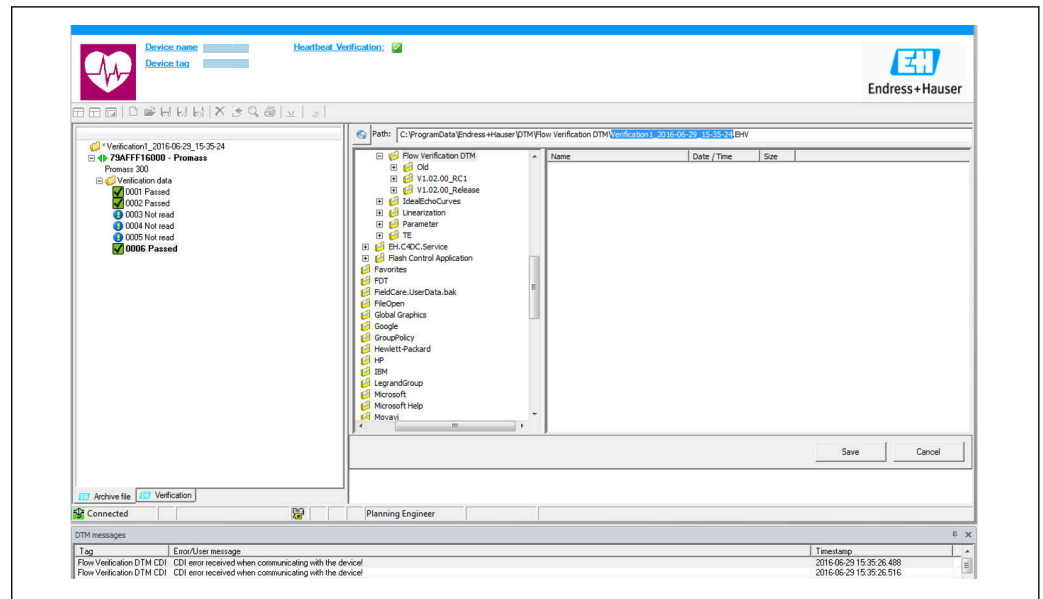 Device name
Heartbeat Verification:
Device tag
Endress+Hauser
Path: C:\ProgramData\Endress+Hauser\DTM\Flow Verification DTM\Verification1_2016-06-29_15-35-24.EHV
* Verification1_2016-06-29_15-35-24
79AFFF16000 - Promass
Promass 300
Verification data
0001 Passed
0002 Passed
0003 Not read
0004 Not read
0005 Not read
0006 Passed
Flow Verification DTM
Old
V1.02.00_RC1
V1.02.00_Release
IdealEchoCurves
Linearization
Parameter
TE
EH.C4DC.Service
Flash Control Application
Favorites
FDT
FieldCare.UserData.bak
FileOpen
Global Graphics
Google
GroupPolicy
Hewlett-Packard
HP
IBM
LegrandGroup
Microsoft
Microsoft Help
Movavi
Name Date / Time Size
Save Cancel
Archive file Verification
Connected Planning Engineer
DTM messages
Tag Error/User message Timestamp
Flow Verification DTM CDI CDI error received when communicating with the device! 2016-06-29 15:35:26.488
Flow Verification DTM CDI CDI error received when communicating with the device! 2016-06-29 15:35:26.516